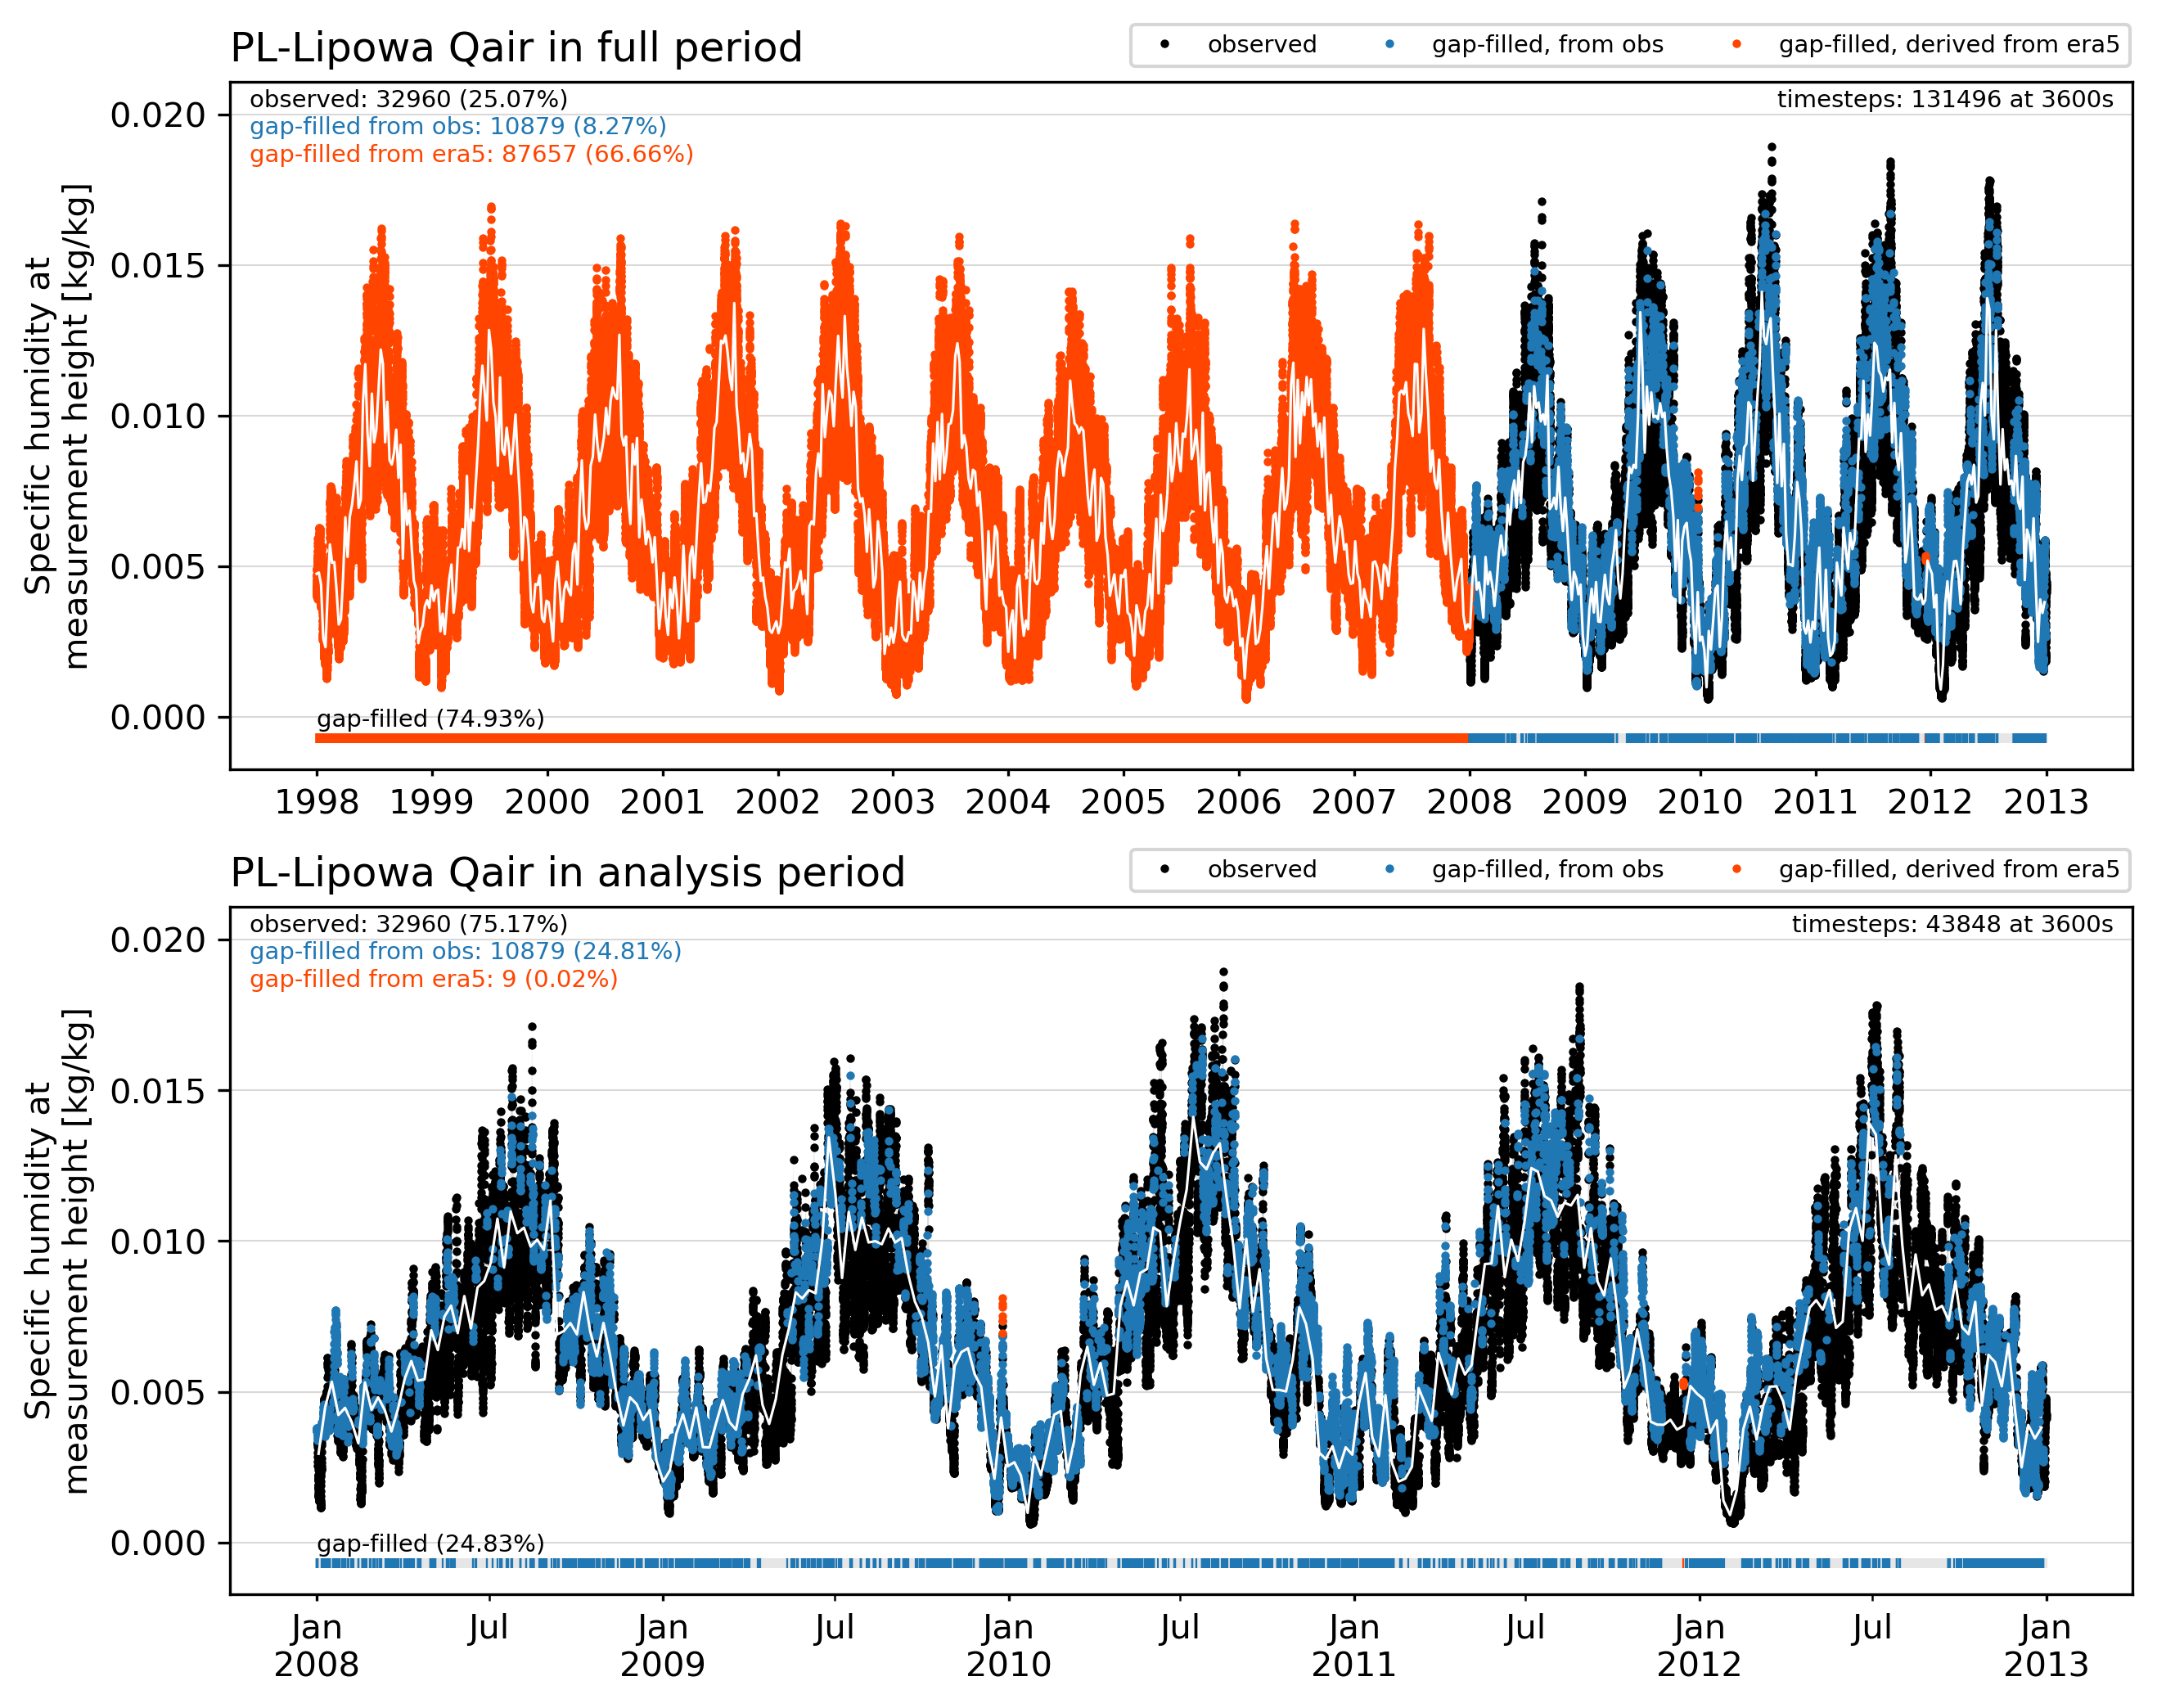 PL-Lipowa Qair in full period
observed
gap-filled, from obs
gap-filled, derived from era5
observed: 32960 (25.07%)
gap-filled from obs: 10879 (8.27%)
gap-filled from era5: 87657 (66.66%)
timesteps: 131496 at 3600s
Specific humidity at
measurement height [kg/kg]
0.020
0.015
0.010
0.005
0.000
gap-filled (74.93%)
1998 1999 2000 2001 2002 2003 2004 2005 2006 2007 2008 2009 2010 2011 2012 2013
PL-Lipowa Qair in analysis period
observed
gap-filled, from obs
gap-filled, derived from era5
observed: 32960 (75.17%)
gap-filled from obs: 10879 (24.81%)
gap-filled from era5: 9 (0.02%)
timesteps: 43848 at 3600s
Specific humidity at
measurement height [kg/kg]
0.020
0.015
0.010
0.005
0.000
gap-filled (24.83%)
Jan Jul Jan Jul Jan Jul Jan Jul Jan Jul Jan
2008 2009 2010 2011 2012 2013